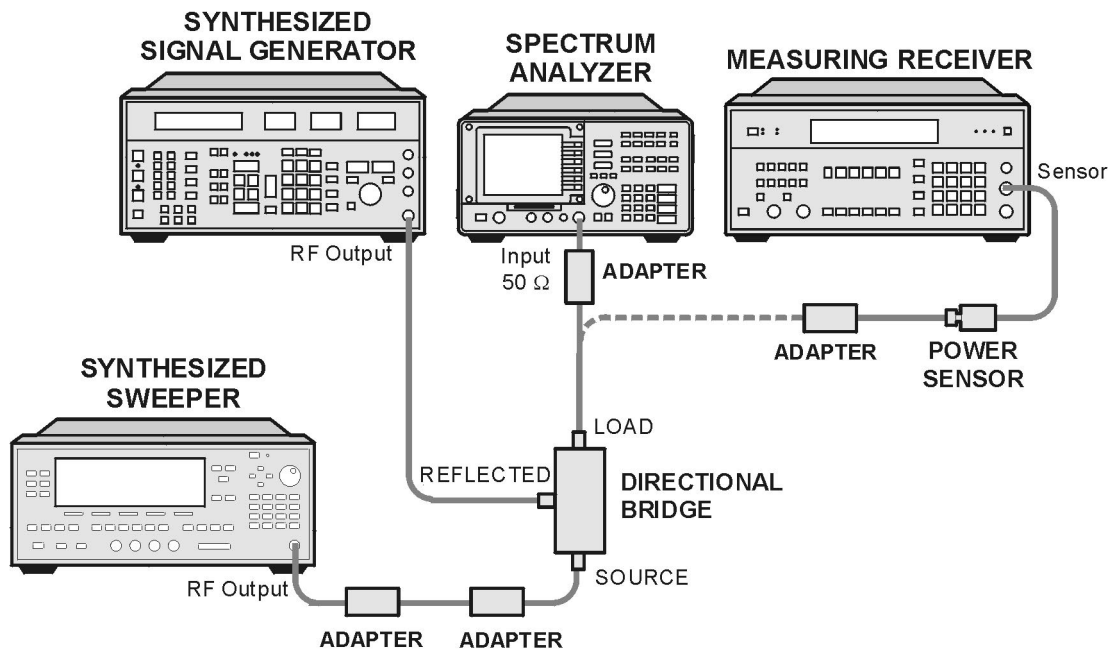 SYNTHESIZED
SIGNAL GENERATOR
SPECTRUM
ANALYZER
MEASURING RECEIVER
Sensor
RF Output
Input
50 Ω
ADAPTER
ADAPTER
POWER
SENSOR
SYNTHESIZED
SWEEPER
LOAD
REFLECTED
DIRECTIONAL
BRIDGE
SOURCE
RF Output
ADAPTER
ADAPTER